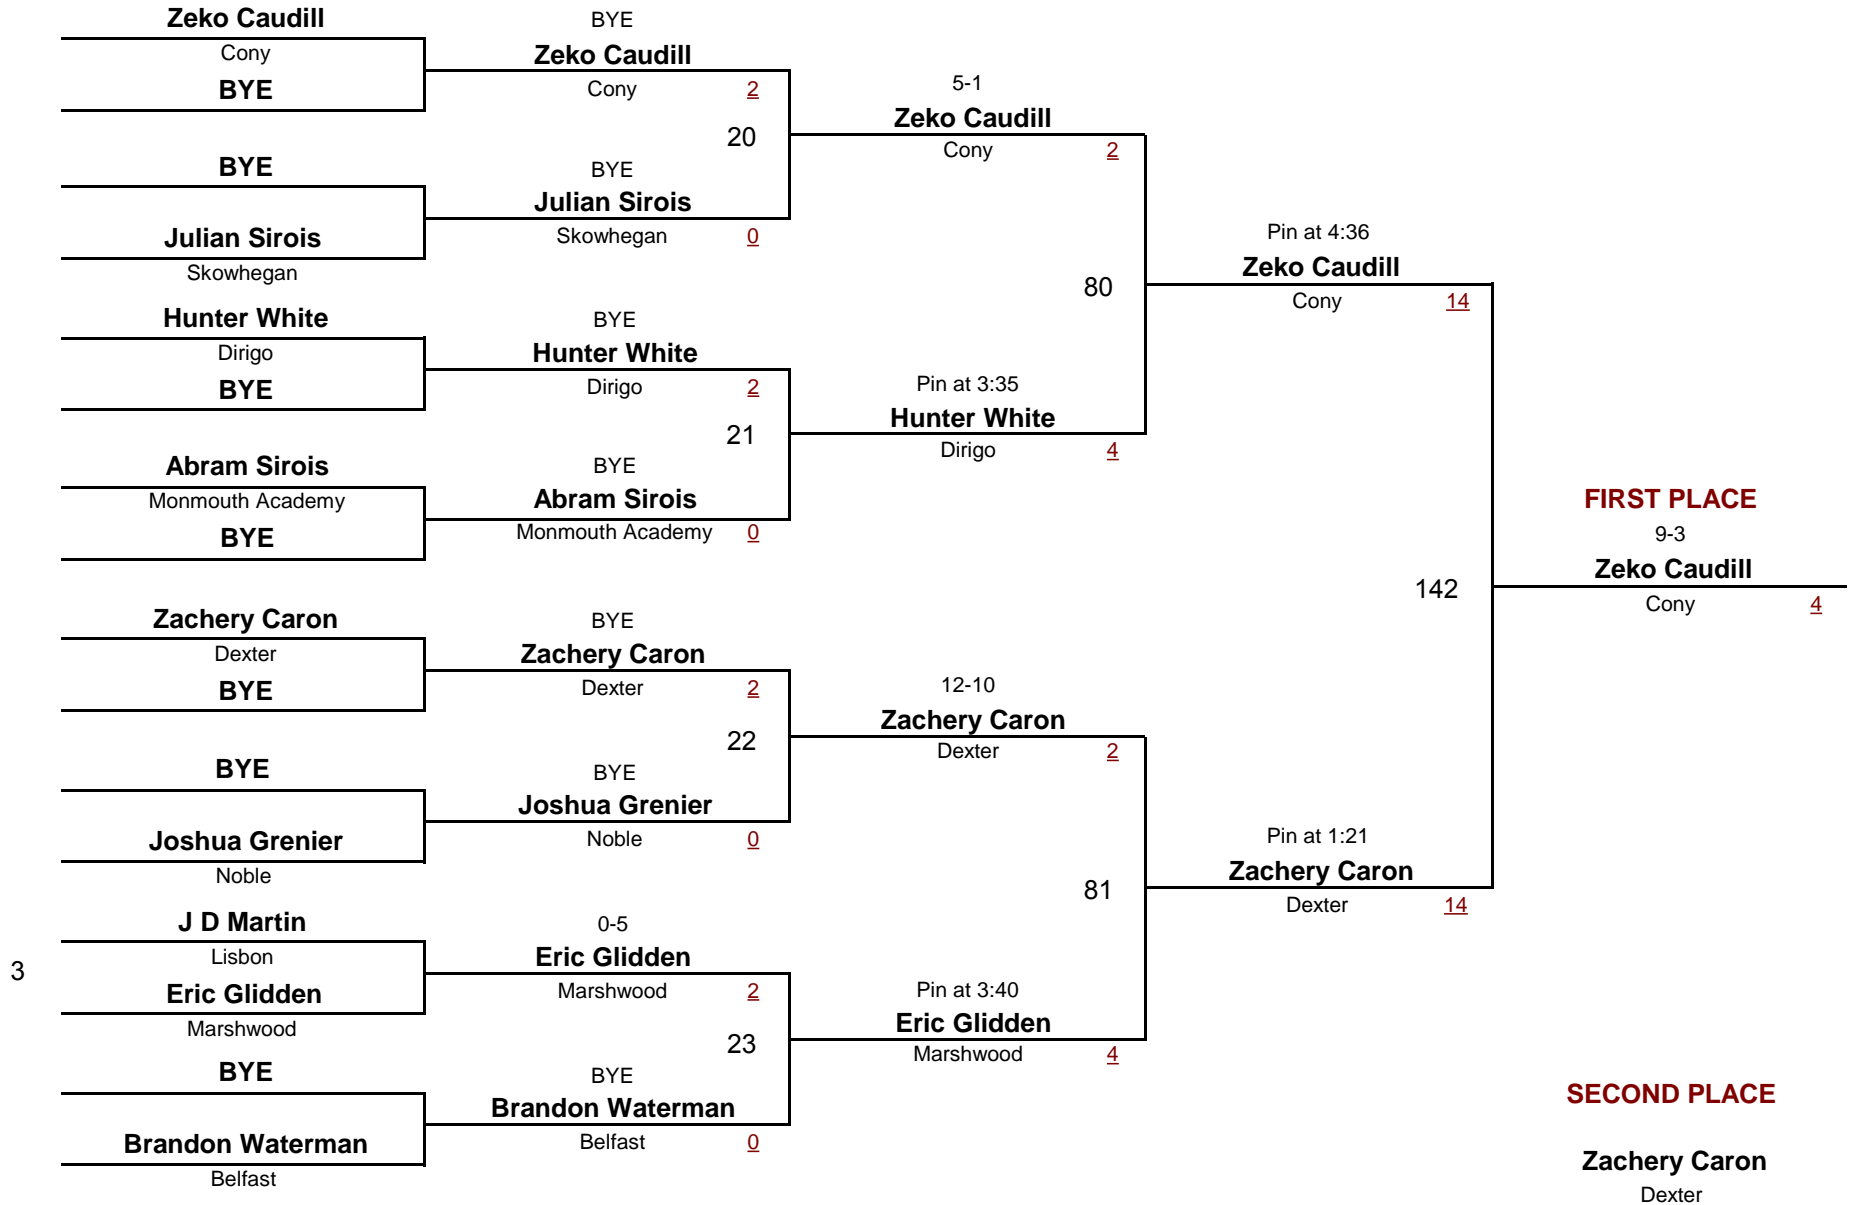 Zeko Caudill
Cony
BYE
BYE
Julian Sirois
Skowhegan
Hunter White
Dirigo
BYE
Abram Sirois
Monmouth Academy
BYE
Zachery Caron
Dexter
BYE
BYE
Joshua Grenier
Noble
J D Martin
Lisbon
3
Eric Glidden
Marshwood
BYE
Brandon Waterman
Belfast
BYE
Zeko Caudill
Cony 2
20
BYE
Julian Sirois
Skowhegan 0
BYE
Hunter White
Dirigo 2
21
BYE
Abram Sirois
Monmouth Academy 0
BYE
Zachery Caron
Dexter 2
22
BYE
Joshua Grenier
Noble 0
0-5
Eric Glidden
Marshwood 2
23
BYE
Brandon Waterman
Belfast 0
5-1
Zeko Caudill
Cony 2
80
Pin at 3:35
Hunter White
Dirigo 4
12-10
Zachery Caron
Dexter 2
81
Pin at 3:40
Eric Glidden
Marshwood 4
Pin at 4:36
Zeko Caudill
Cony 14
142
Pin at 1:21
Zachery Caron
Dexter 14
FIRST PLACE
9-3
Zeko Caudill
Cony 4
SECOND PLACE
Zachery Caron
Dexter